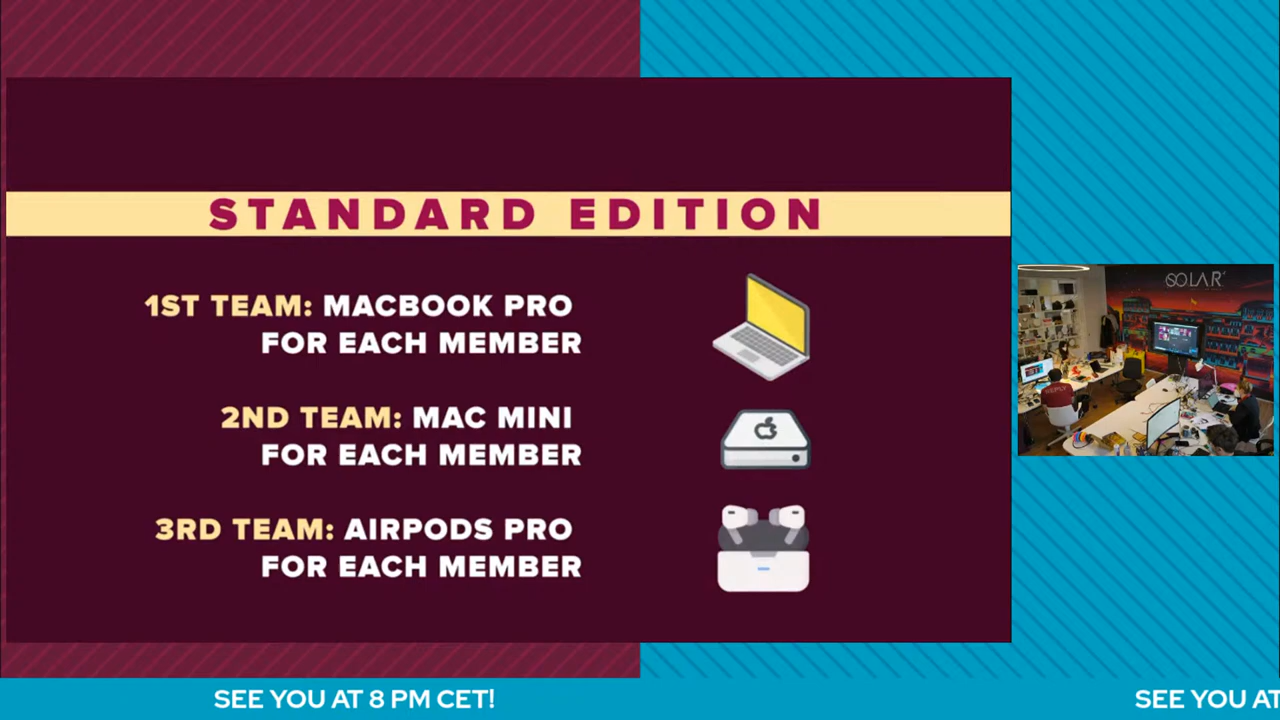 STANDARD EDITION
1ST TEAM: MACBOOK PRO
FOR EACH MEMBER
2ND TEAM: MAC MINI
FOR EACH MEMBER
3RD TEAM: AIRPODS PRO
FOR EACH MEMBER
SOLAR
SEE YOU AT 8 PM CET!
SEE YOU AT